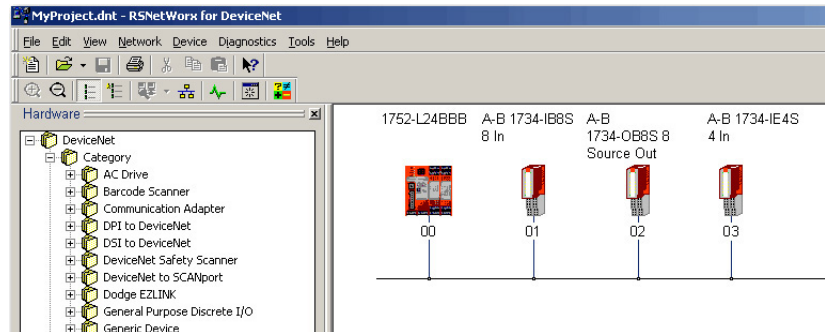 MyProject.dnt - RSNetWorx for DeviceNet
File Edit View Network Device Diagnostics Tools Help
Hardware
DeviceNet
Category
AC Drive
Barcode Scanner
Communication Adapter
DPI to DeviceNet
DSI to DeviceNet
DeviceNet Safety Scanner
DeviceNet to SCANport
Dodge EZLINK
General Purpose Discrete I/O
Generic Device
1752-L24BBB
00
A-B 1734-IB8S
8 In
01
A-B
1734-OB8S 8
Source Out
02
A-B 1734-IE4S
4 In
03